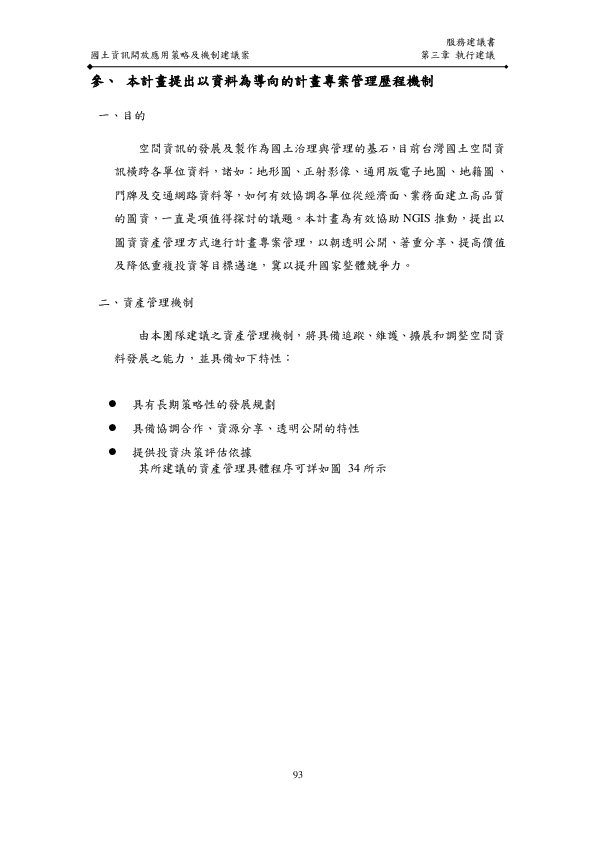 服務建議書
國土資訊開放應用策略及機制建議案 第三章 執行建議
參、 本計畫提出以資料為導向的計畫專案管理歷程機制
一、目的
空間資訊的發展及製作為國土治理與管理的基石，目前台灣國土空間資
訊橫跨各單位資料，諸如：地形圖、正射影像、通用版電子地圖、地籍圖、
門牌及交通網路資料等，如何有效協調各單位從經濟面、業務面建立高品質
的圖資，一直是項值得探討的議題。本計畫為有效協助 NGIS 推動，提出以
圖資資產管理方式進行計畫專案管理，以朝透明公開、著重分享、提高價值
及降低重複投資等目標邁進，冀以提升國家整體競爭力。
二、資產管理機制
由本團隊建議之資產管理機制，將具備追蹤、維護、擴展和調整空間資
料發展之能力，並具備如下特性：
● 具有長期策略性的發展規劃
● 具備協調合作、資源分享、透明公開的特性
● 提供投資決策評估依據
其所建議的資產管理具體程序可詳如圖 34 所示
93